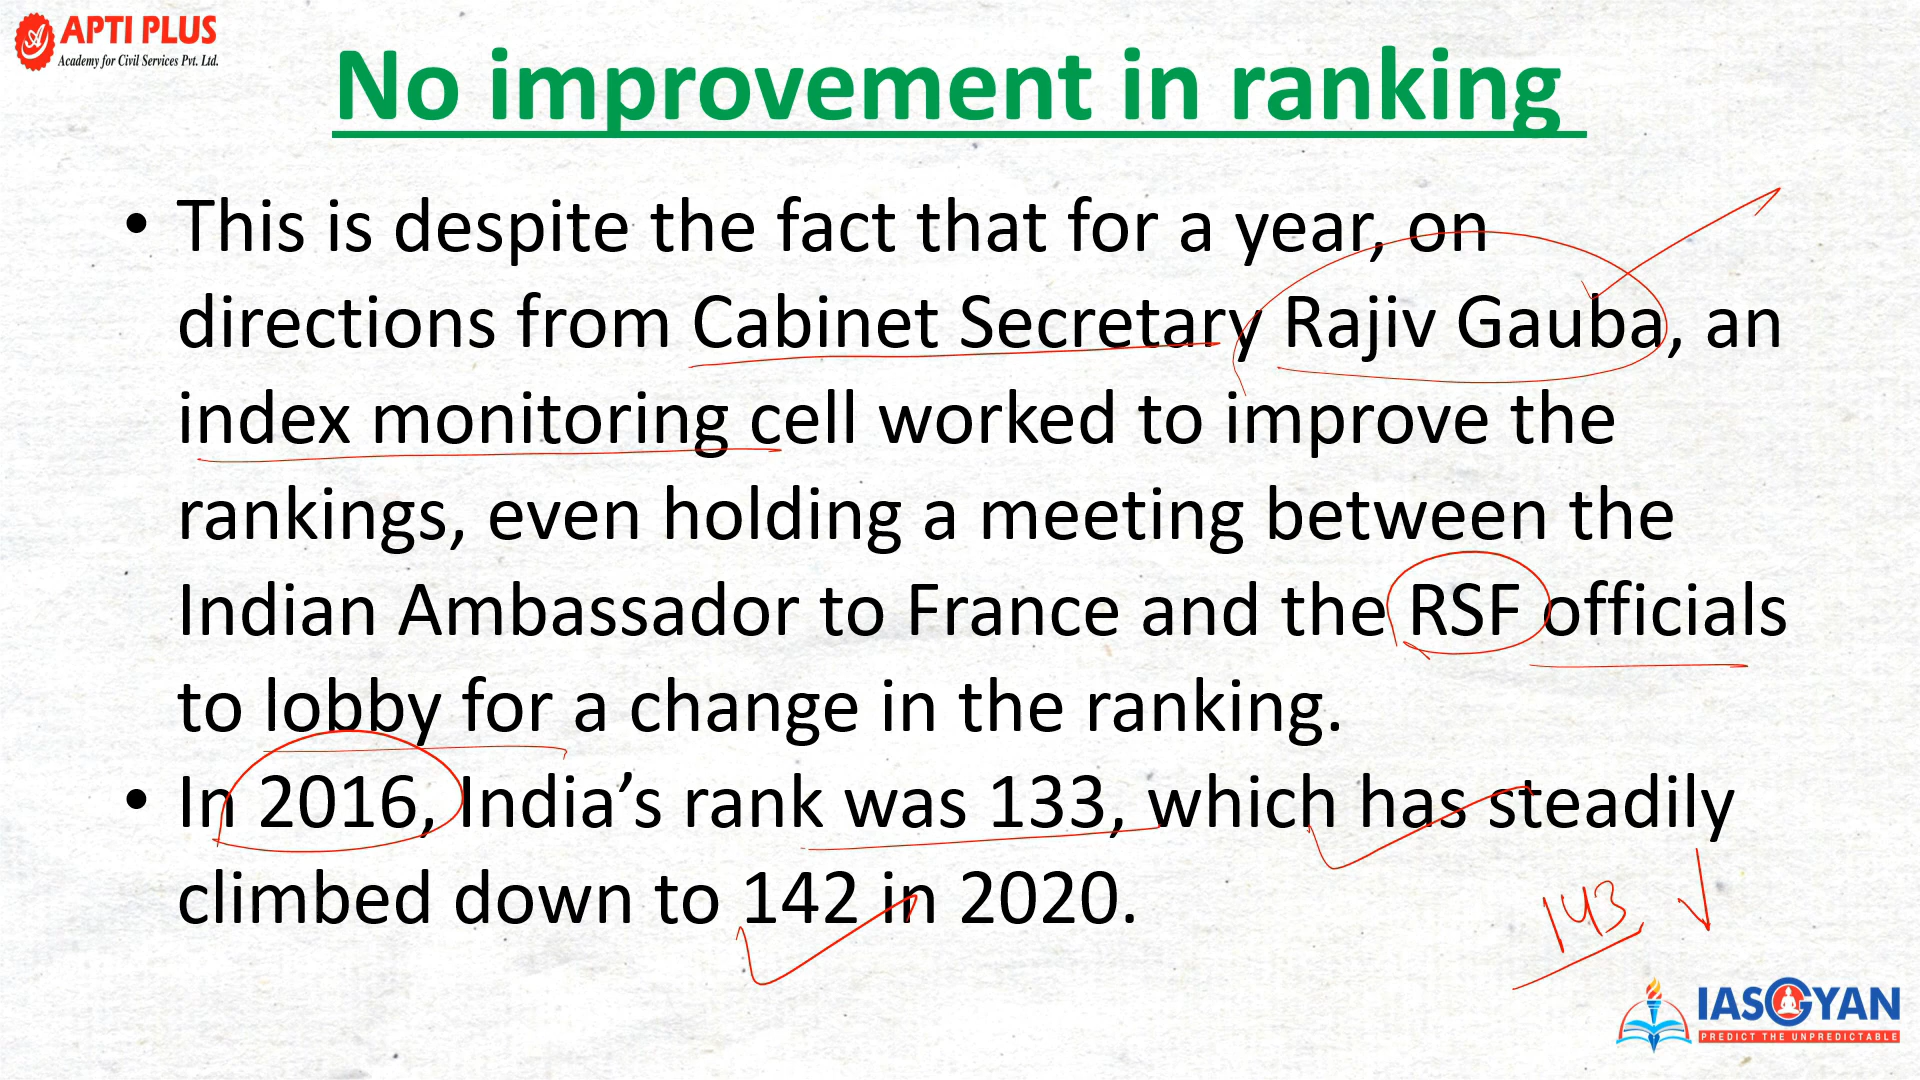 APTI PLUS
Academy for Civil Services Pvt. Ltd.
No improvement in ranking
• This is despite the fact that for a year, on
directions from Cabinet Secretary Rajiv Gauba, an
index monitoring cell worked to improve the
rankings, even holding a meeting between the
Indian Ambassador to France and the RSF officials
to lobby for a change in the ranking.
• In 2016, India’s rank was 133, which has steadily
climbed down to 142 in 2020.
143
IASGYAN
PREDICT THE UNPREDICTABLE